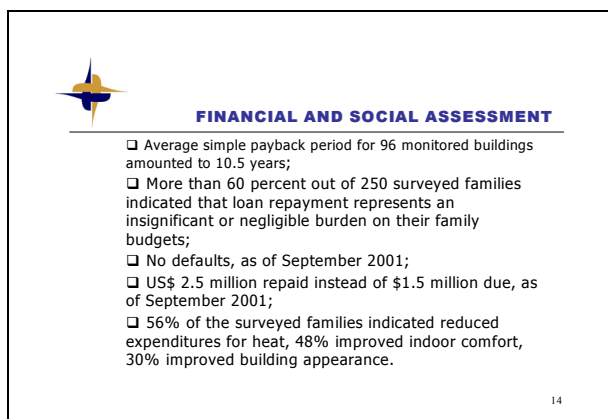 FINANCIAL AND SOCIAL ASSESSMENT
❑ Average simple payback period for 96 monitored buildings
amounted to 10.5 years;
❑ More than 60 percent out of 250 surveyed families
indicated that loan repayment represents an
insignificant or negligible burden on their family
budgets;
❑ No defaults, as of September 2001;
❑ US$ 2.5 million repaid instead of $1.5 million due, as
of September 2001;
❑ 56% of the surveyed families indicated reduced
expenditures for heat, 48% improved indoor comfort,
30% improved building appearance.
14